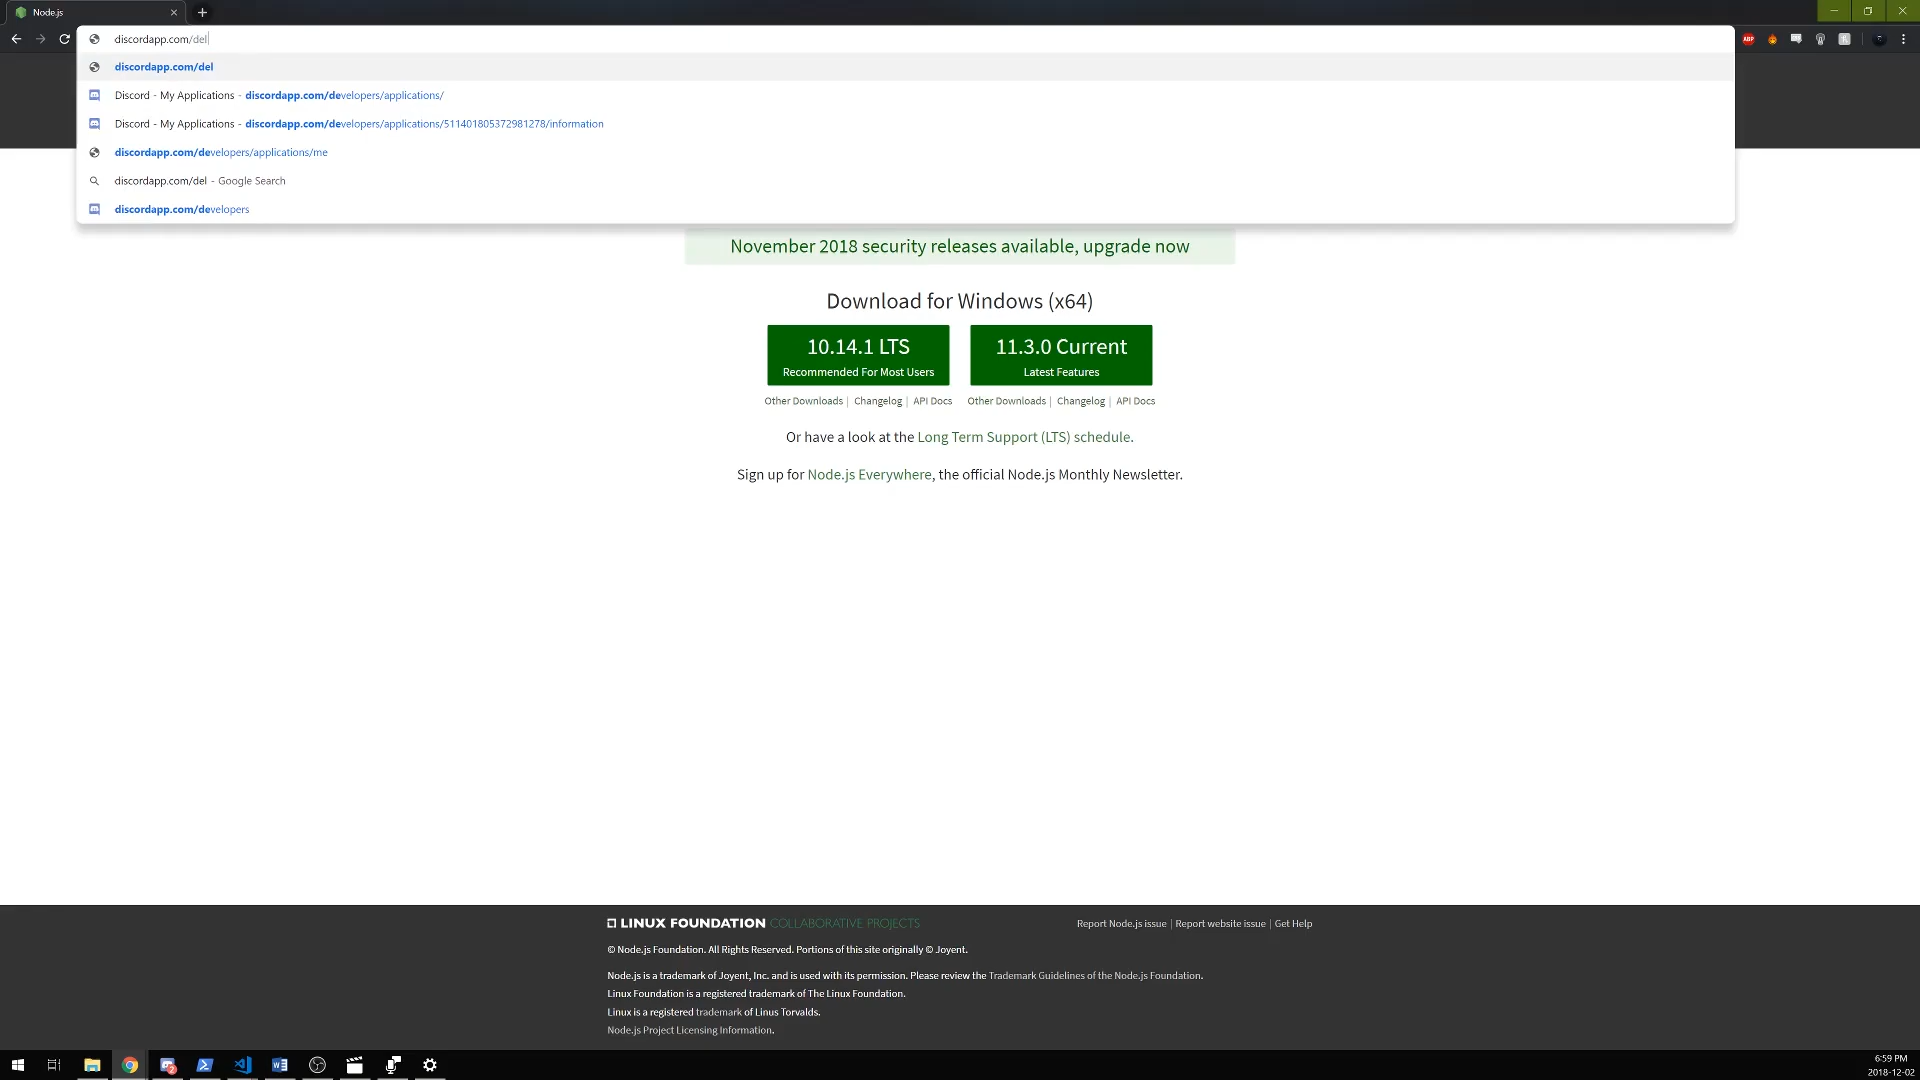 Node.js
discordapp.com/del
discordapp.com/del
Discord - My Applications - discordapp.com/developers/applications/
Discord - My Applications - discordapp.com/developers/applications/511401805372981278/information
discordapp.com/developers/applications/me
discordapp.com/del - Google Search
discordapp.com/developers
ABP
November 2018 security releases available, upgrade now
Download for Windows (x64)
10.14.1 LTS
Recommended For Most Users
11.3.0 Current
Latest Features
Other Downloads | Changelog | API Docs
Other Downloads | Changelog | API Docs
Or have a look at the Long Term Support (LTS) schedule.
Sign up for Node.js Everywhere, the official Node.js Monthly Newsletter.
LINUX FOUNDATION COLLABORATIVE PROJECTS
Report Node.js issue | Report website issue | Get Help
© Node.js Foundation. All Rights Reserved. Portions of this site originally © Joyent.
Node.js is a trademark of Joyent, Inc. and is used with its permission. Please review the Trademark Guidelines of the Node.js Foundation.
Linux Foundation is a registered trademark of The Linux Foundation.
Linux is a registered trademark of Linus Torvalds.
Node.js Project Licensing Information.
2
6:59 PM
2018-12-02